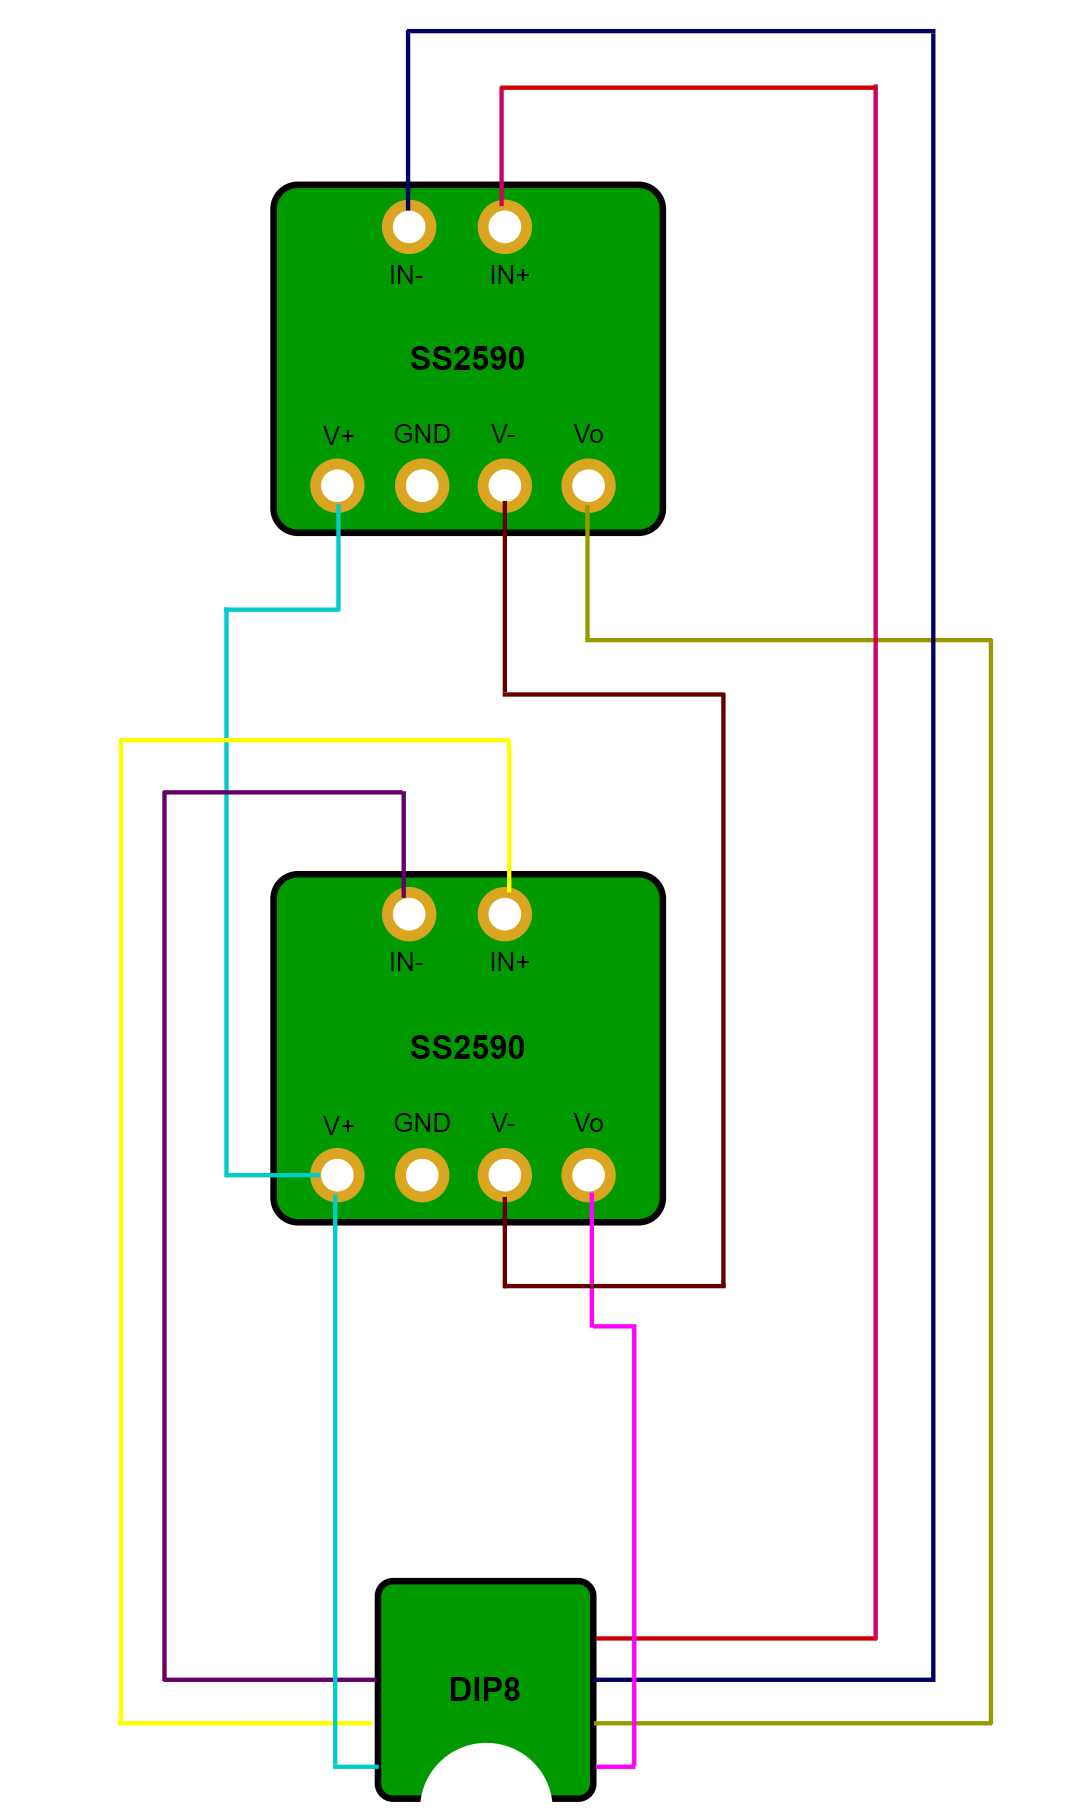 IN- IN+
SS2590
V+ GND V- Vo
IN- IN+
SS2590
V+ GND V- Vo
DIP8